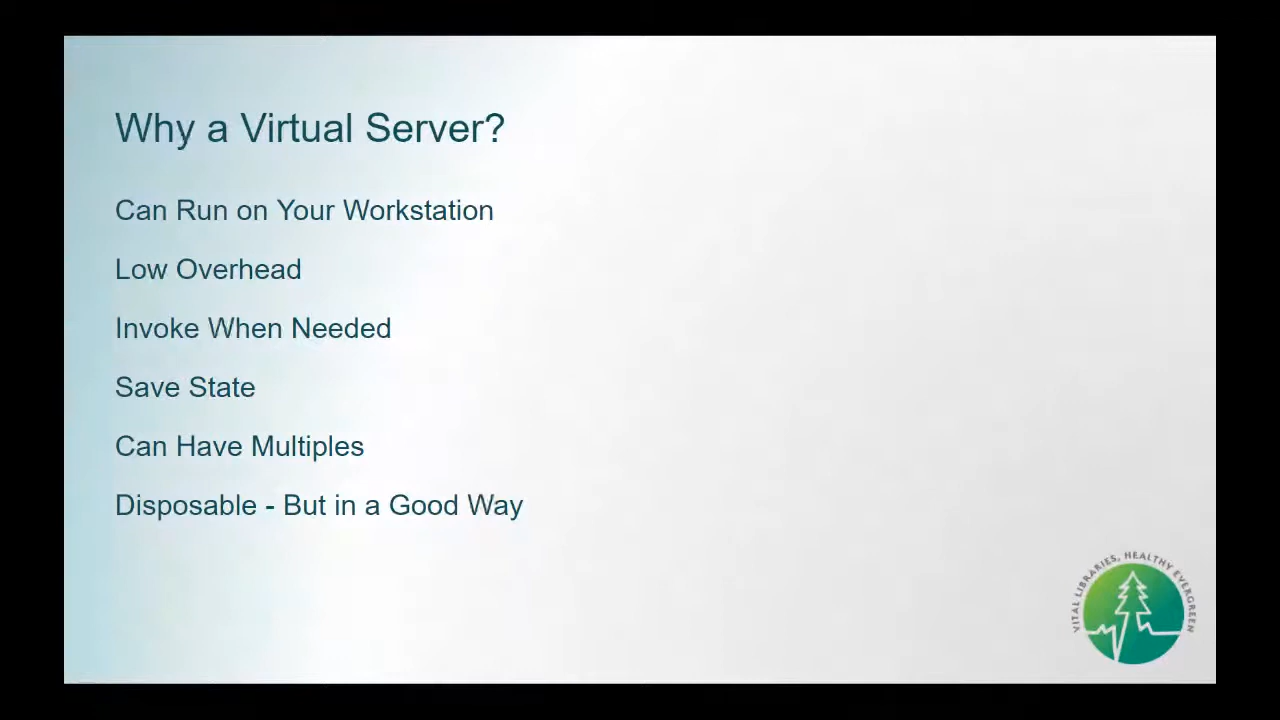 Why a Virtual Server?
Can Run on Your Workstation
Low Overhead
Invoke When Needed
Save State
Can Have Multiples
Disposable - But in a Good Way
VITAL LIBRARIES, HEALTHY EVERGREEN